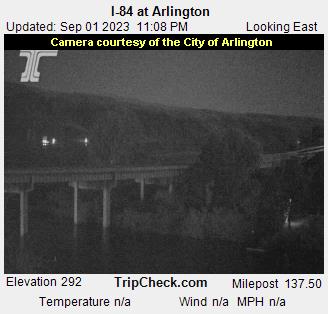 I-84 at Arlington
Updated: Sep 01 2023 11:08 PM Looking East
Camera courtesy of the City of Arlington
Elevation 292 TripCheck.com Milepost 137.50
Temperature n/a Wind n/a MPH n/a